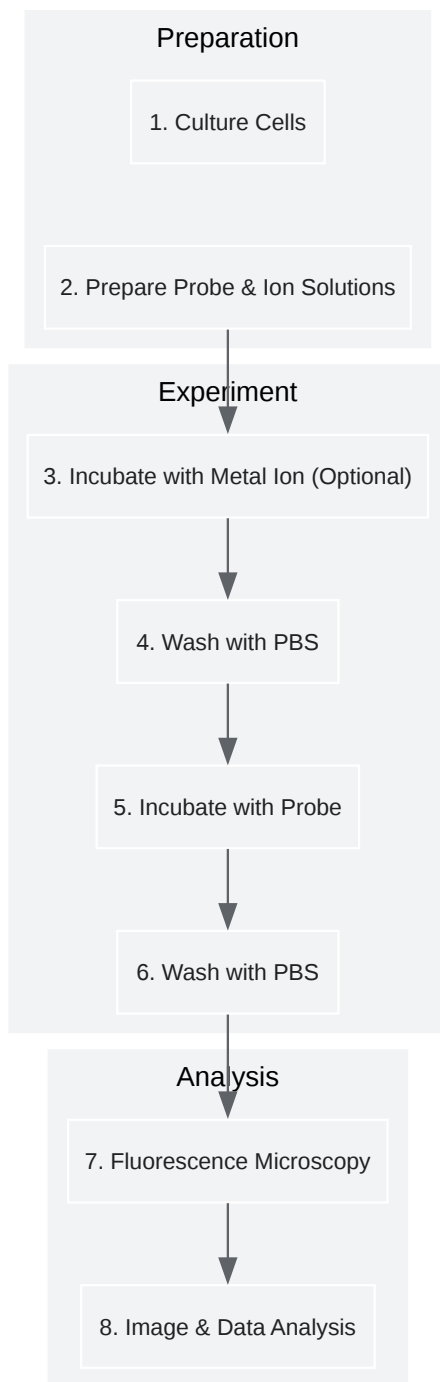 Preparation
1. Culture Cells
2. Prepare Probe & Ion Solutions
Experiment
3. Incubate with Metal Ion (Optional)
4. Wash with PBS
5. Incubate with Probe
6. Wash with PBS
Analysis
7. Fluorescence Microscopy
8. Image & Data Analysis